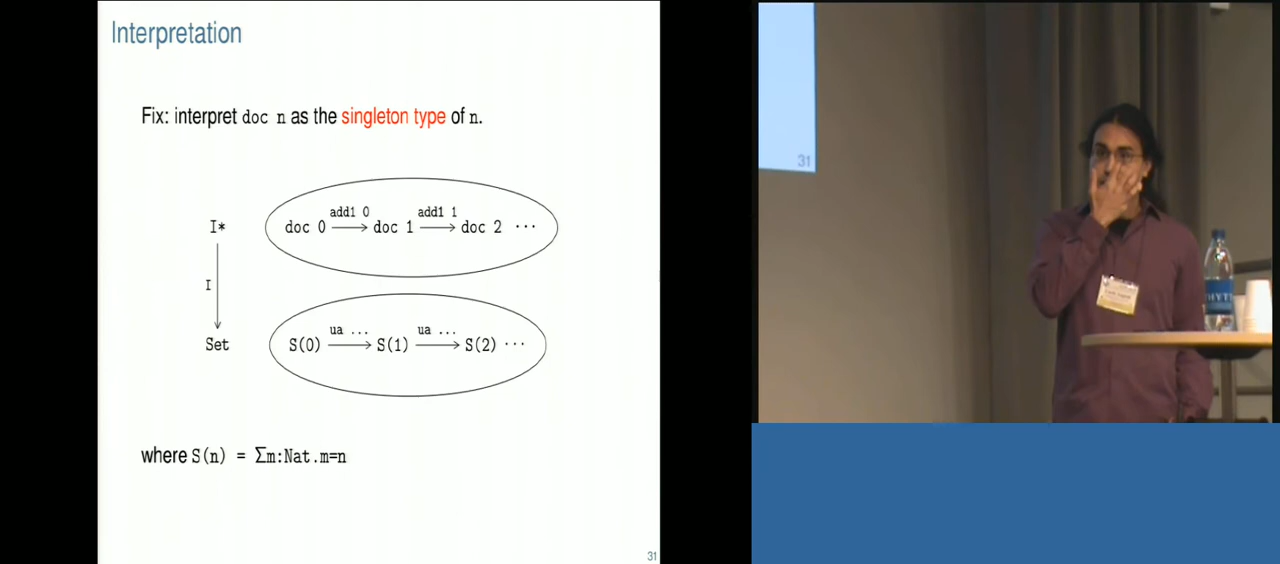 Interpretation
Fix: interpret doc n as the singleton type of n.
add1 0 add1 1
I* doc 0 doc 1 doc 2 ···
I
ua ... ua ...
Set S(0) S(1) S(2) ···
where S(n) = Σm:Nat.m=n
31
31